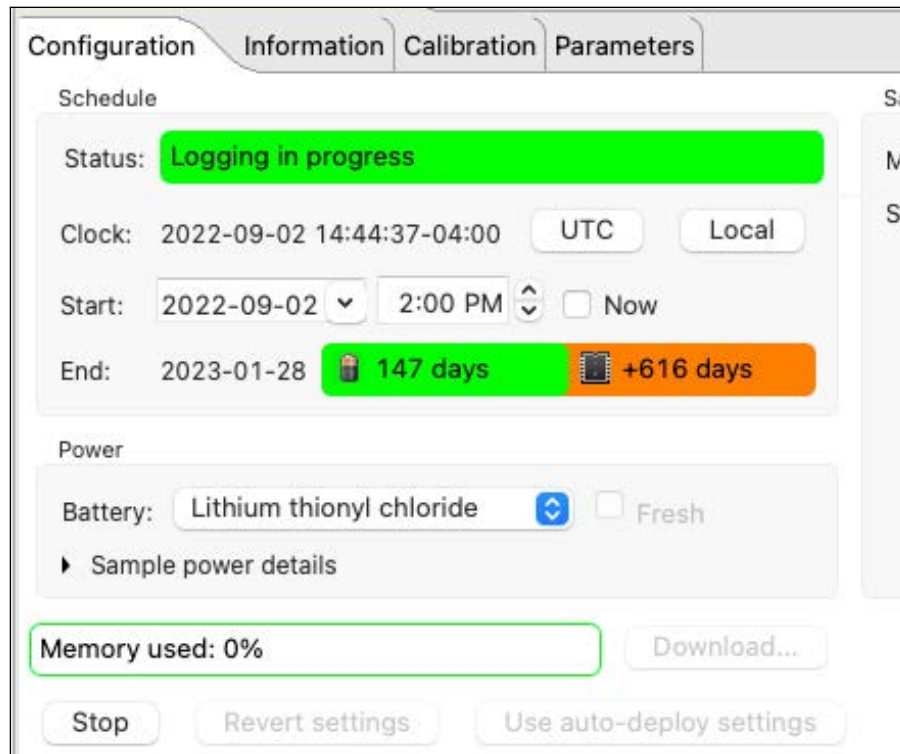 Configuration Information Calibration Parameters
Schedule
Status: Logging in progress
Clock: 2022-09-02 14:44:37-04:00 UTC Local
Start: 2022-09-02 2:00 PM Now
End: 2023-01-28 147 days +616 days
Power
Battery: Lithium thionyl chloride Fresh
Sample power details
Memory used: 0% Download...
Stop Revert settings Use auto-deploy settings